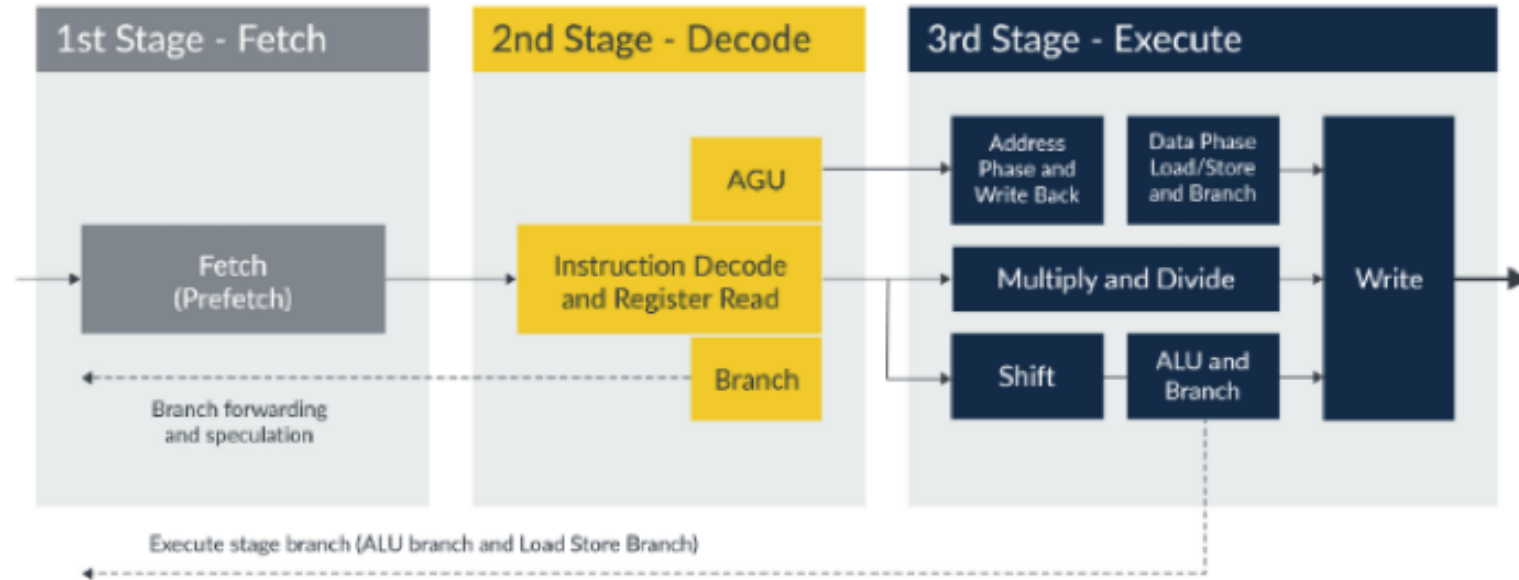 1st Stage - Fetch
2nd Stage - Decode
3rd Stage - Execute
Fetch
(Prefetch)
Branch forwarding
and speculation
AGU
Instruction Decode
and Register Read
Branch
Address
Phase and
Write Back
Data Phase
Load/Store
and Branch
Multiply and Divide
Shift
ALU and
Branch
Write
Execute stage branch (ALU branch and Load Store Branch)